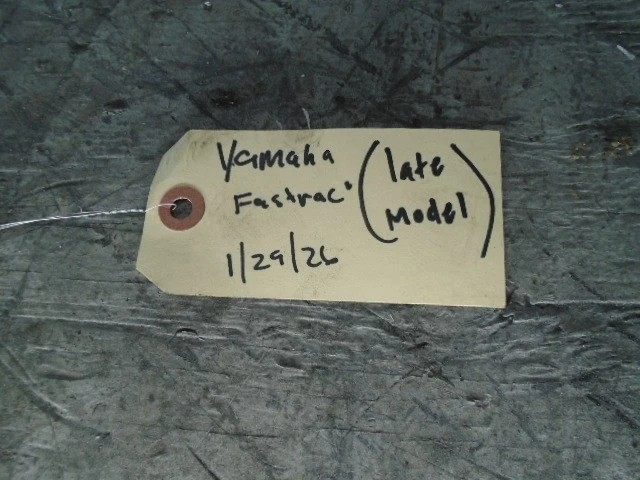 Yamaha
Fastrac
(late
Model)
1/29/26